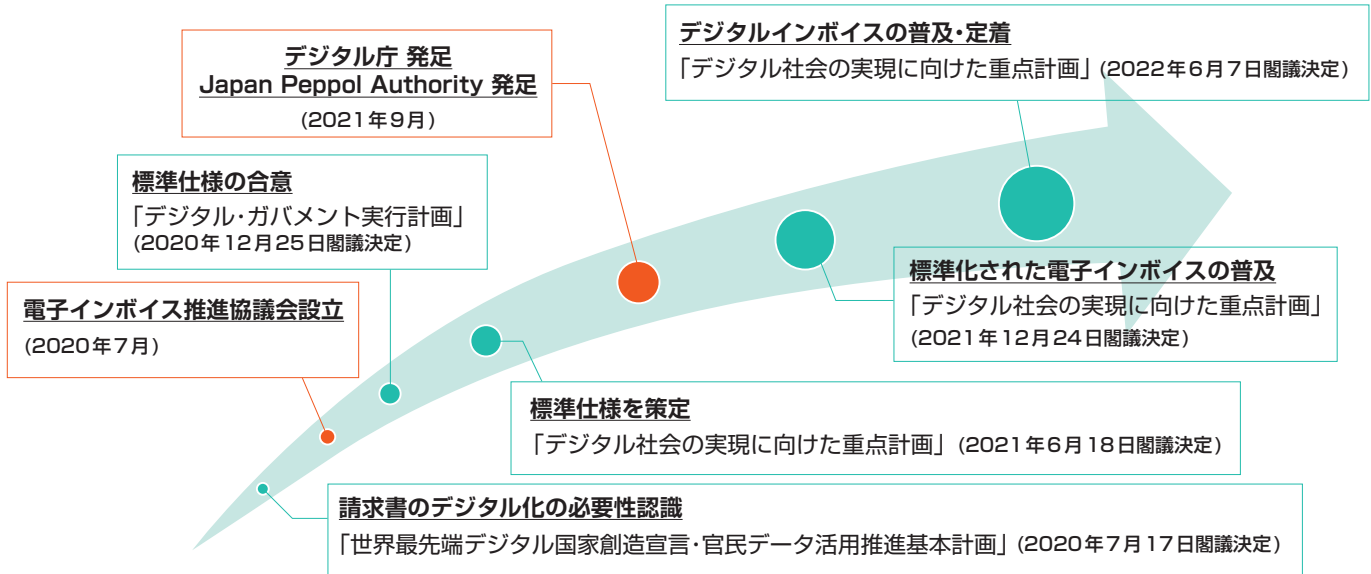 デジタルインボイスの普及・定着
「デジタル社会の実現に向けた重点計画」(2022年6月7日閣議決定)
デジタル庁 発足
Japan Peppol Authority 発足
(2021年9月)
標準仕様の合意
「デジタル・ガバメント実行計画」
(2020年12月25日閣議決定)
標準化された電子インボイスの普及
「デジタル社会の実現に向けた重点計画」
(2021年12月24日閣議決定)
電子インボイス推進協議会設立
(2020年7月)
標準仕様を策定
「デジタル社会の実現に向けた重点計画」(2021年6月18日閣議決定)
請求書のデジタル化の必要性認識
「世界最先端デジタル国家創造宣言・官民データ活用推進基本計画」(2020年7月17日閣議決定)